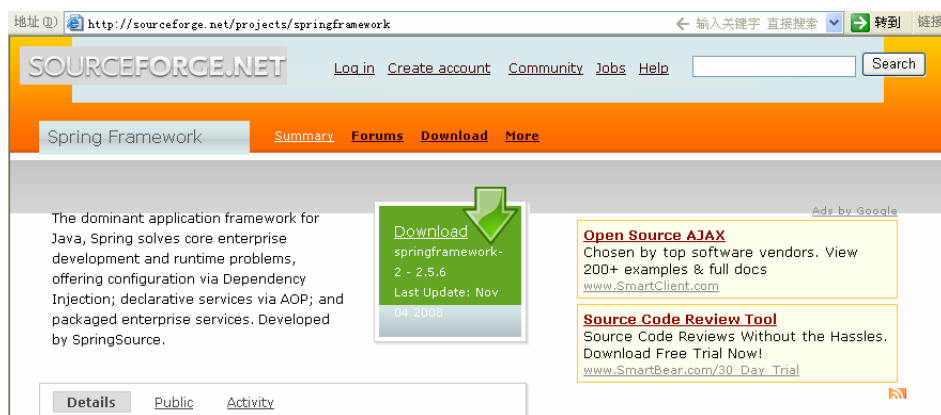 地址(D) http://sourceforge.net/projects/springframework 输入关键字 直接搜索 转到 链接
SOURCEFORGE.NET
Log in Create account Community Jobs Help Search
Spring Framework Summary Forums Download More
The dominant application framework for
Java, Spring solves core enterprise
development and runtime problems,
offering configuration via Dependency
Injection; declarative services via AOP; and
packaged enterprise services. Developed
by SpringSource.
Download
springframework-
2 - 2.5.6
Last Update: Nov
04 2008
Ads by Google
Open Source AJAX
Chosen by top software vendors. View
200+ examples & full docs
www.SmartClient.com
Source Code Review Tool
Source Code Reviews Without the Hassles.
Download Free Trial Now!
www.SmartBear.com/30_Day_Trial
Details Public Activity